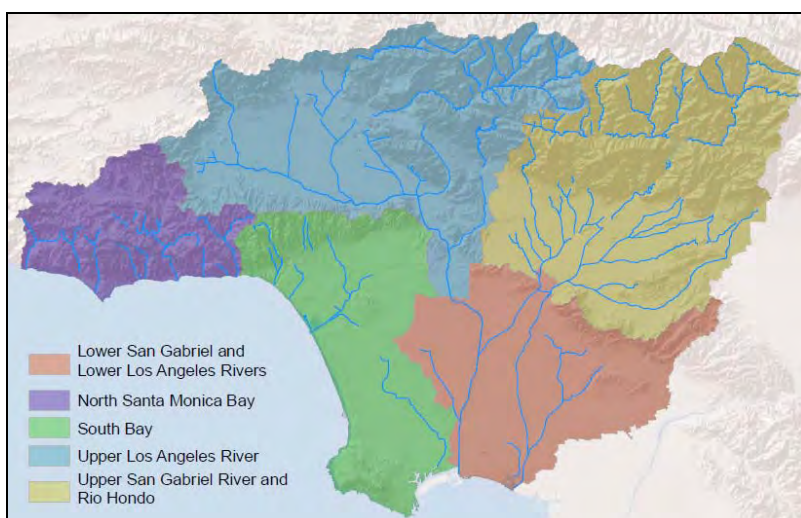 Lower San Gabriel and
Lower Los Angeles Rivers
North Santa Monica Bay
South Bay
Upper Los Angeles River
Upper San Gabriel River and
Rio Hondo